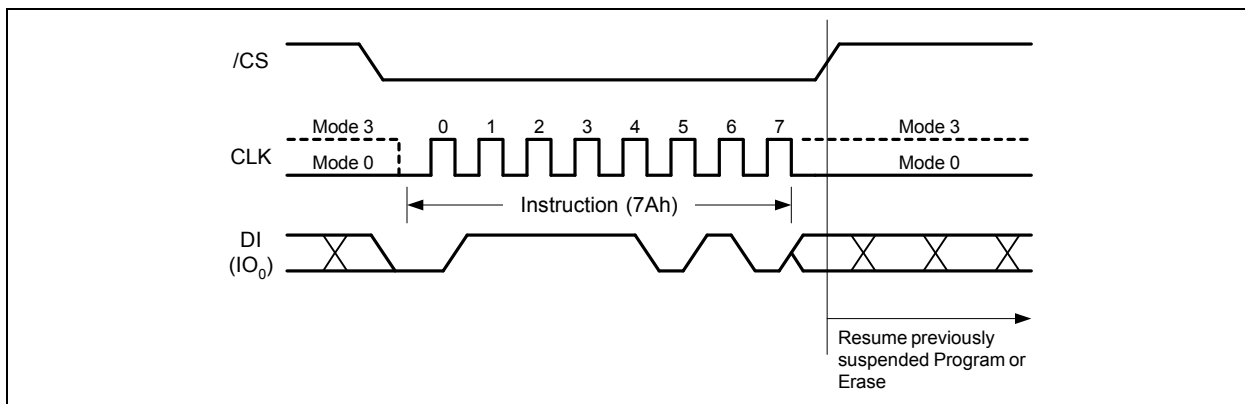 /CS
Mode 3
0 1 2 3 4 5 6 7
Mode 3
CLK
Mode 0
Mode 0
Instruction (7Ah)
DI
(IO0)
Resume previously
suspended Program or
Erase